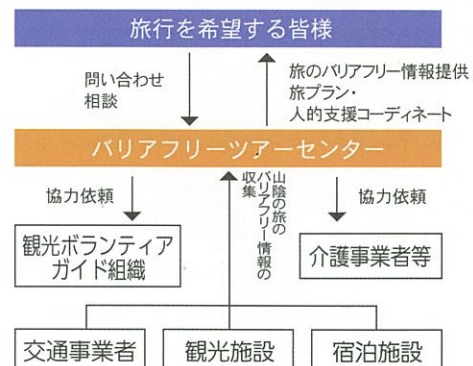 旅行を希望する皆様
問い合わせ
相談
旅のバリアフリー情報提供
旅プラン・
人的支援コーディネート
バリアフリーツアーセンター
協力依頼
山陰の旅の
バリアフリー情報の
収集
協力依頼
観光ボランティア
ガイド組織
介護事業者等
交通事業者
観光施設
宿泊施設